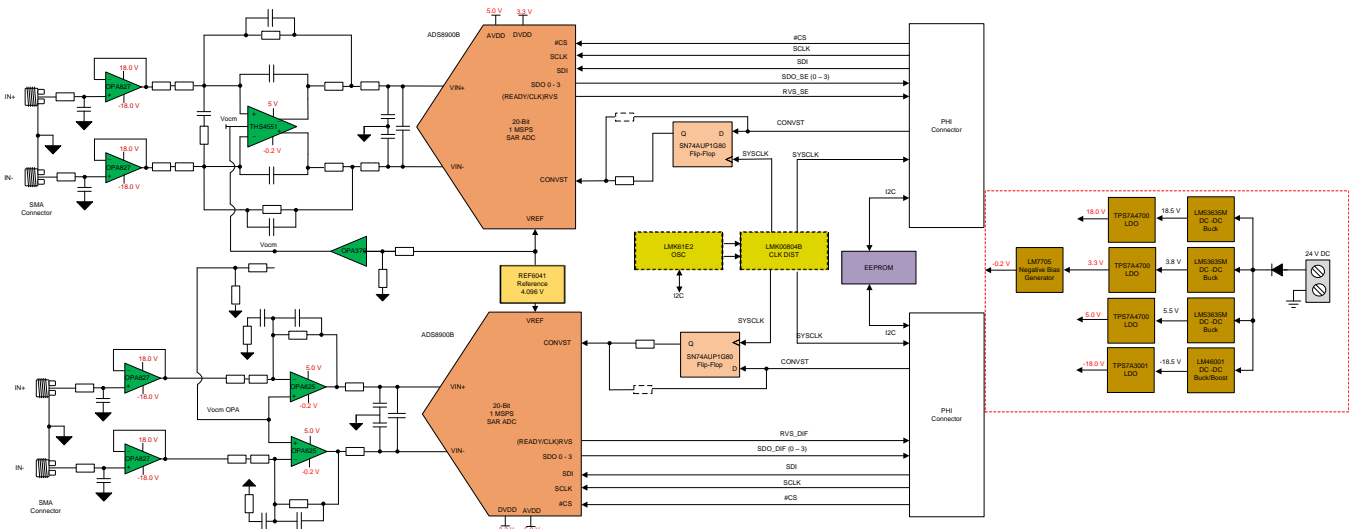 5.0 V
3.3 V
ADS8900B
AVDD
DVDD
#CS
SCLK
SDI
SDO 0 - 3
(READY/CLK)RVS
VIN+
20-Bit
1 MSPS
SAR ADC
VIN-
CONVST
VREF
#CS
SCLK
SDI
SDO_SE (0 – 3)
RVS_SE
CONVST
SYSCLK
SYSCLK
Q
D
SN74AUP1G80
Flip-Flop
PHI
Connector
I2C
IN+
IN-
SMA
Connector
18.0 V
OPA827
-18.0 V
18.0 V
OPA827
-18.0 V
Vocm
5 V
THS4551
-0.2 V
Vocm
OPA376
REF6041
Reference
4.096 V
LMK61E2
OSC
I2C
LMK00804B
CLK DIST
EEPROM
18.0 V
TPS7A4700
LDO
18.5 V
LM53635M
DC -DC
Buck
-0.2 V
LM7705
Negative Bias
Generator
3.3 V
TPS7A4700
LDO
3.8 V
LM53635M
DC -DC
Buck
24 V DC
5.0 V
TPS7A4700
LDO
5.5 V
LM53635M
DC -DC
Buck
-18.0 V
TPS7A3001
LDO
-18.5 V
LM46001
DC -DC
Buck/Boost
ADS8900B
VREF
CONVST
VIN+
20-Bit
1 MSPS
SAR ADC
VIN-
(READY/CLK)RVS
SDO 0 - 3
SDI
SCLK
#CS
DVDD
AVDD
SYSCLK
SYSCLK
Q
D
SN74AUP1G80
Flip-Flop
CONVST
I2C
PHI
Connector
RVS_DIF
SDO_DIF (0 – 3)
SDI
SCLK
#CS
IN+
IN-
SMA
Connector
18.0 V
OPA827
-18.0 V
18.0 V
OPA827
-18.0 V
Vocm OPA
5.0 V
OPA625
-0.2 V
5.0 V
OPA625
-0.2 V